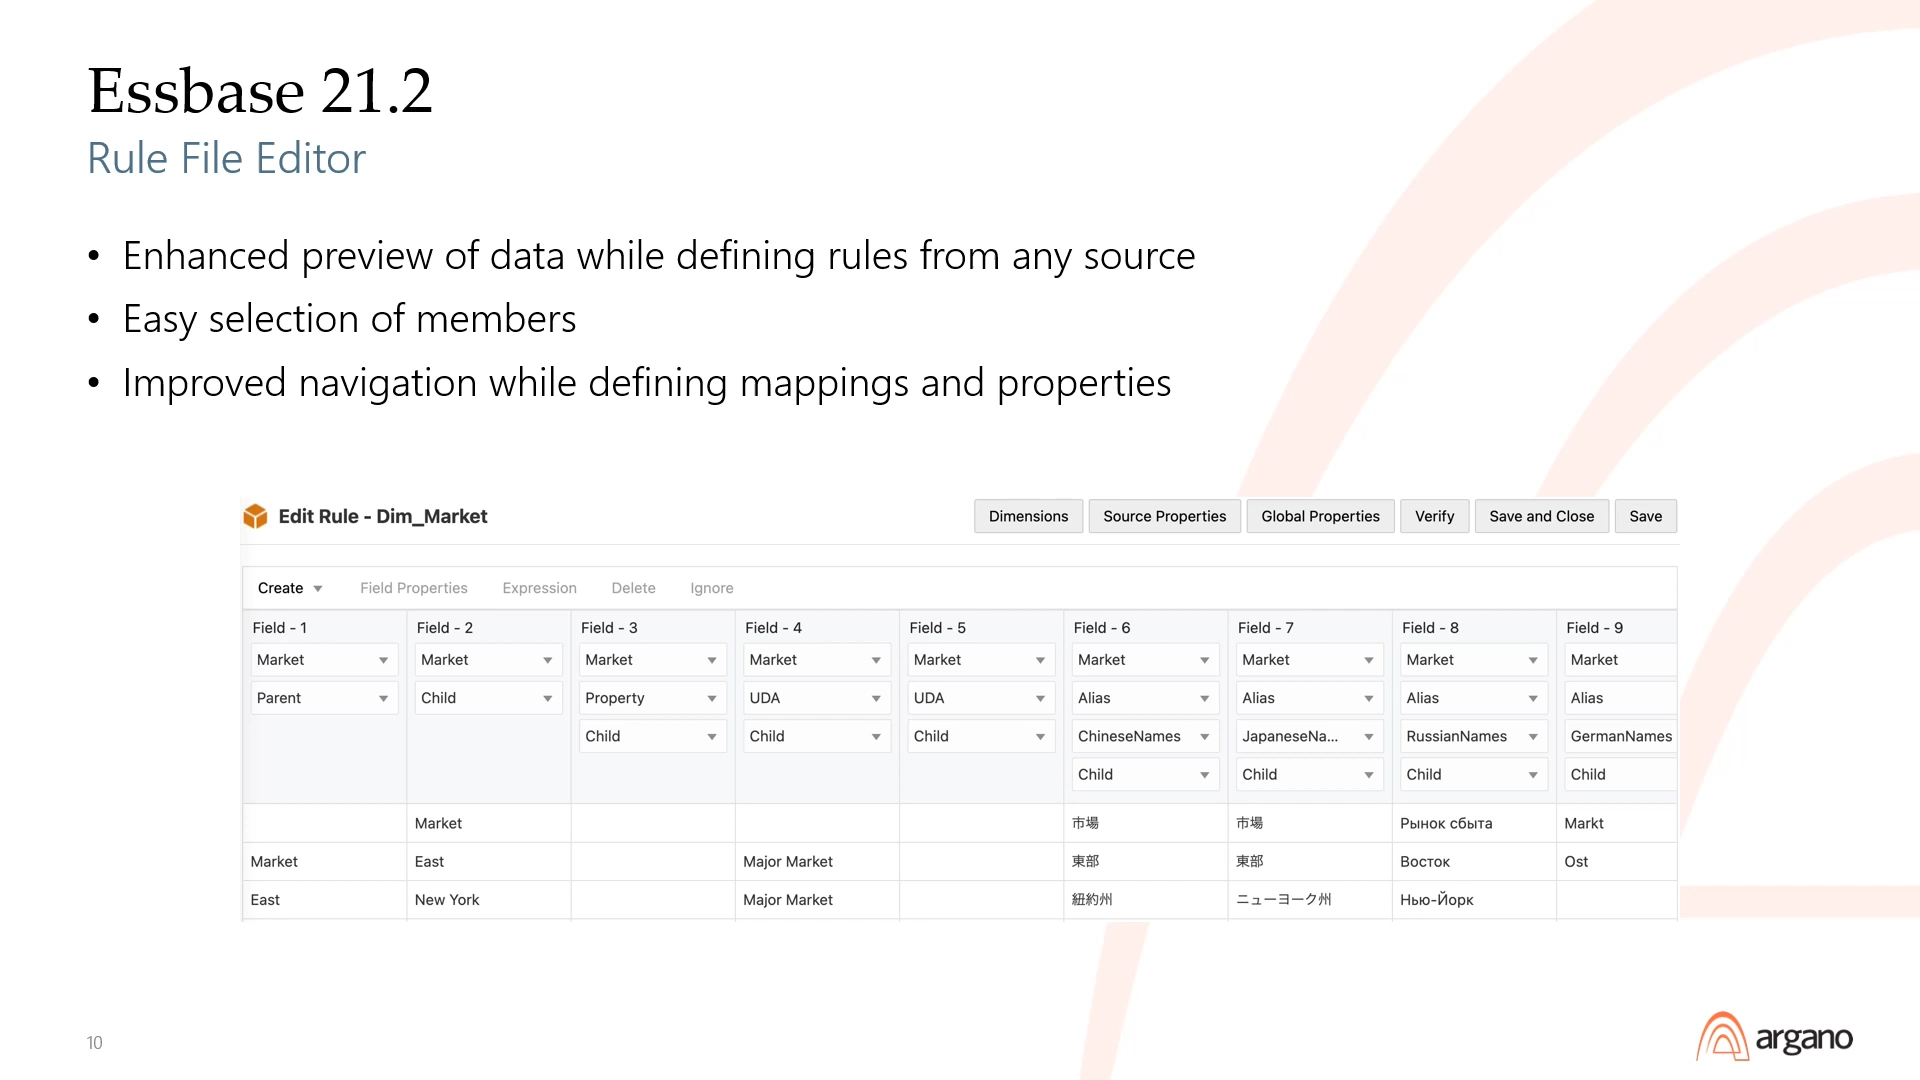 Essbase 21.2
Rule File Editor
• Enhanced preview of data while defining rules from any source
• Easy selection of members
• Improved navigation while defining mappings and properties
Edit Rule - Dim_Market Dimensions Source Properties Global Properties Verify Save and Close Save
Create Field Properties Expression Delete Ignore
Field - 1 Field - 2 Field - 3 Field - 4 Field - 5 Field - 6 Field - 7 Field - 8 Field - 9
Market Market Market Market Market Market Market Market Market
Parent Child Property UDA UDA Alias Alias Alias Alias
Child Child Child ChineseNames JapaneseNa... RussianNames GermanNames
Child Child Child Child
Market 市場 市場 Рынок сбыта Markt
Market East Major Market 東部 東部 Восток Ost
East New York Major Market 紐約州 ニューヨーク州 Нью-Йорк
10
argano